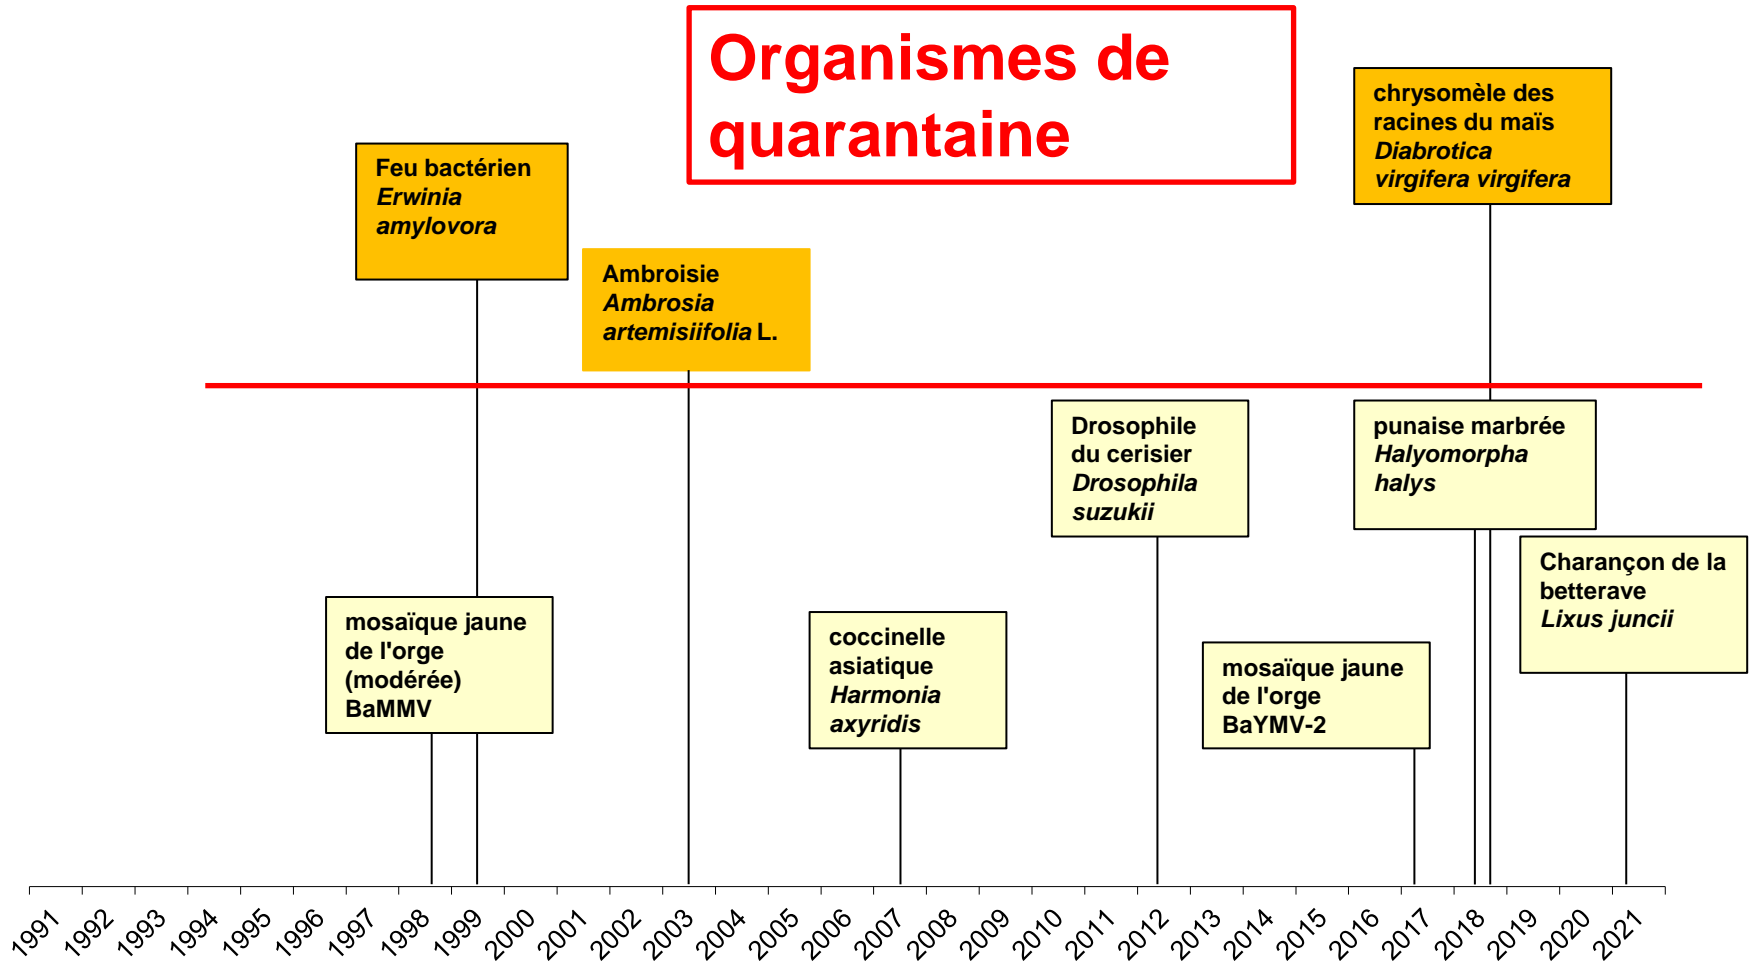 Organismes de
quarantaine
chrysomèle des
racines du maïs
Diabrotica
virgifera virgifera
Feu bactérien
Erwinia
amylovora
Ambroisie
Ambrosia
artemisiifolia L.
Drosophile
du cerisier
Drosophila
suzukii
punaise marbrée
Halyomorpha
halys
Charançon de la
betterave
Lixus juncii
mosaïque jaune
de l'orge
(modérée)
BaMMV
coccinelle
asiatique
Harmonia
axyridis
mosaïque jaune
de l'orge
BaYMV-2
1991
1992
1993
1994
1995
1996
1997
1998
1999
2000
2001
2002
2003
2004
2005
2006
2007
2008
2009
2010
2011
2012
2013
2014
2015
2016
2017
2018
2019
2020
2021